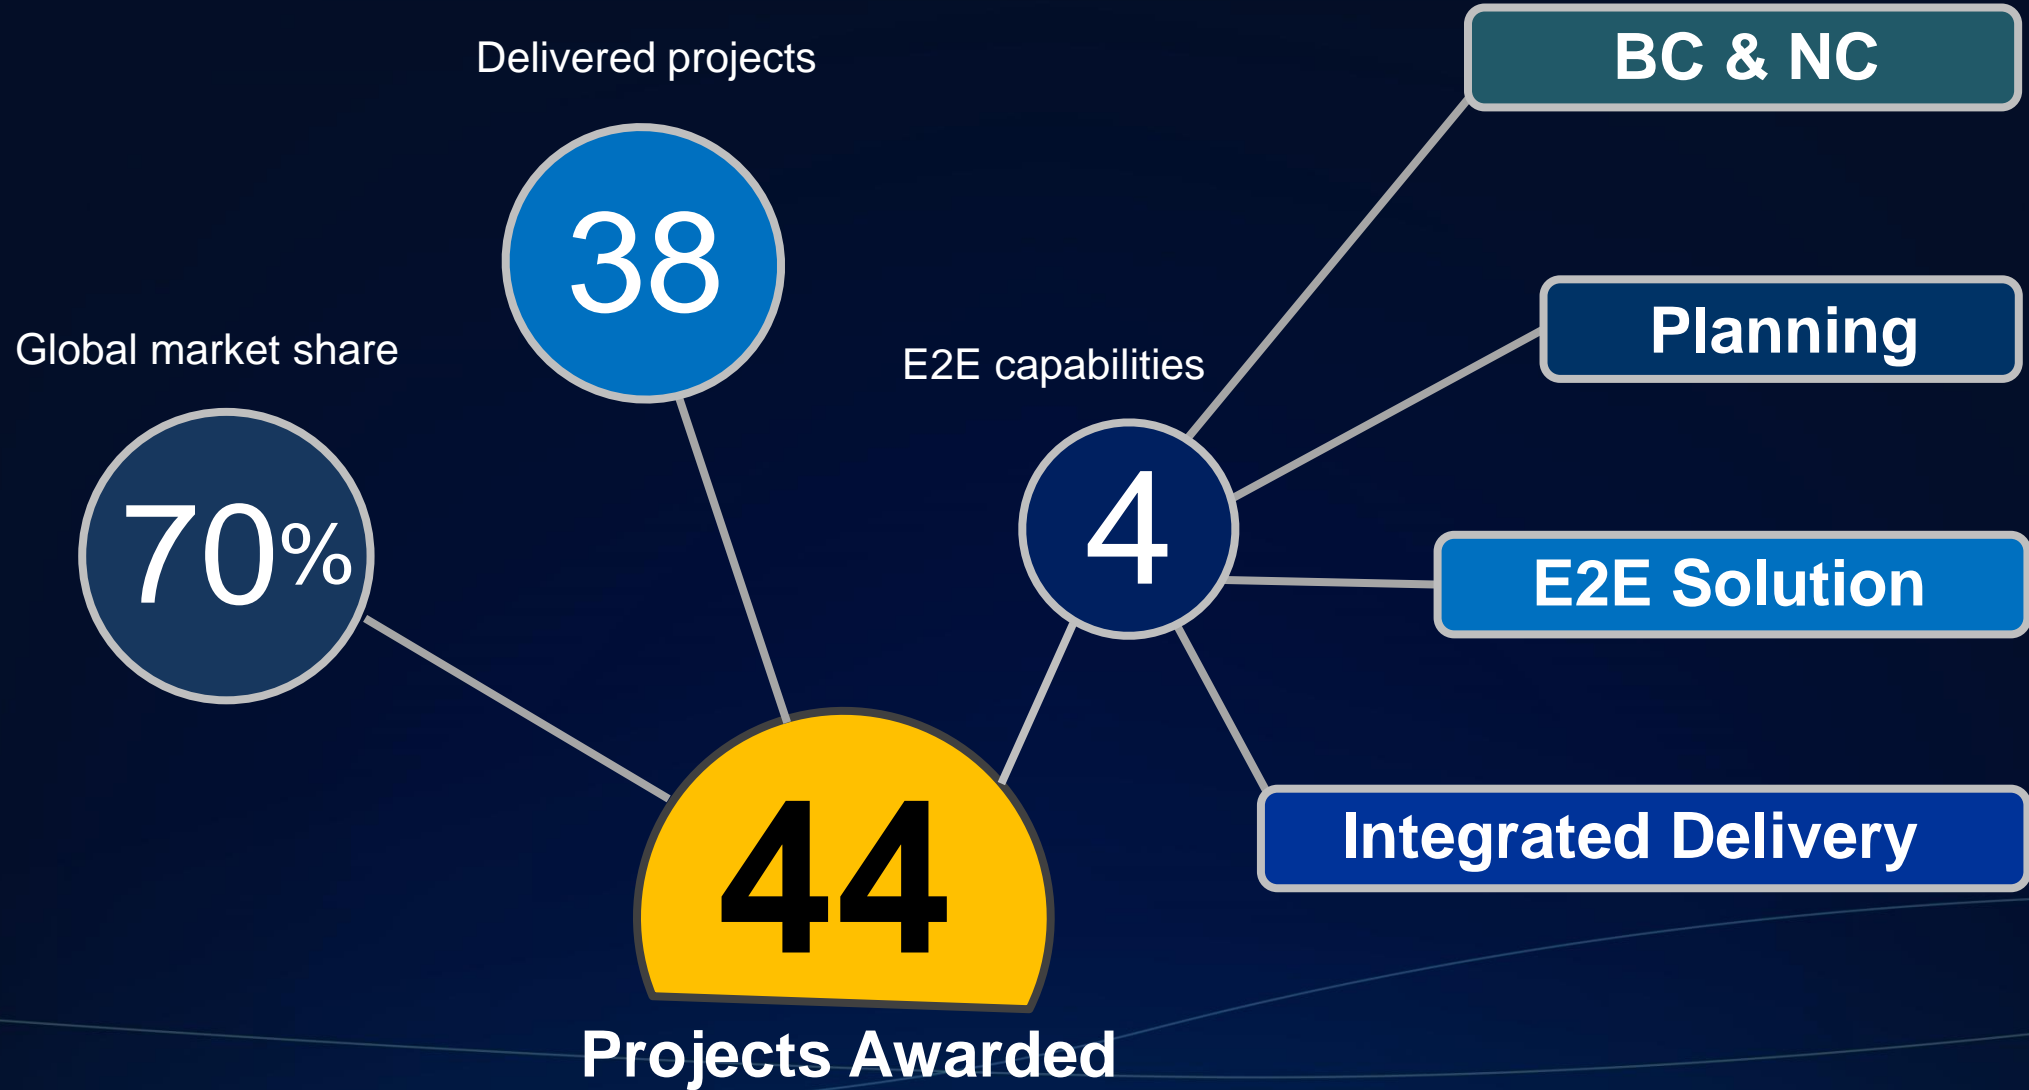 Delivered projects
38
Global market share
70%
E2E capabilities
4
BC & NC
Planning
E2E Solution
Integrated Delivery
44
Projects Awarded